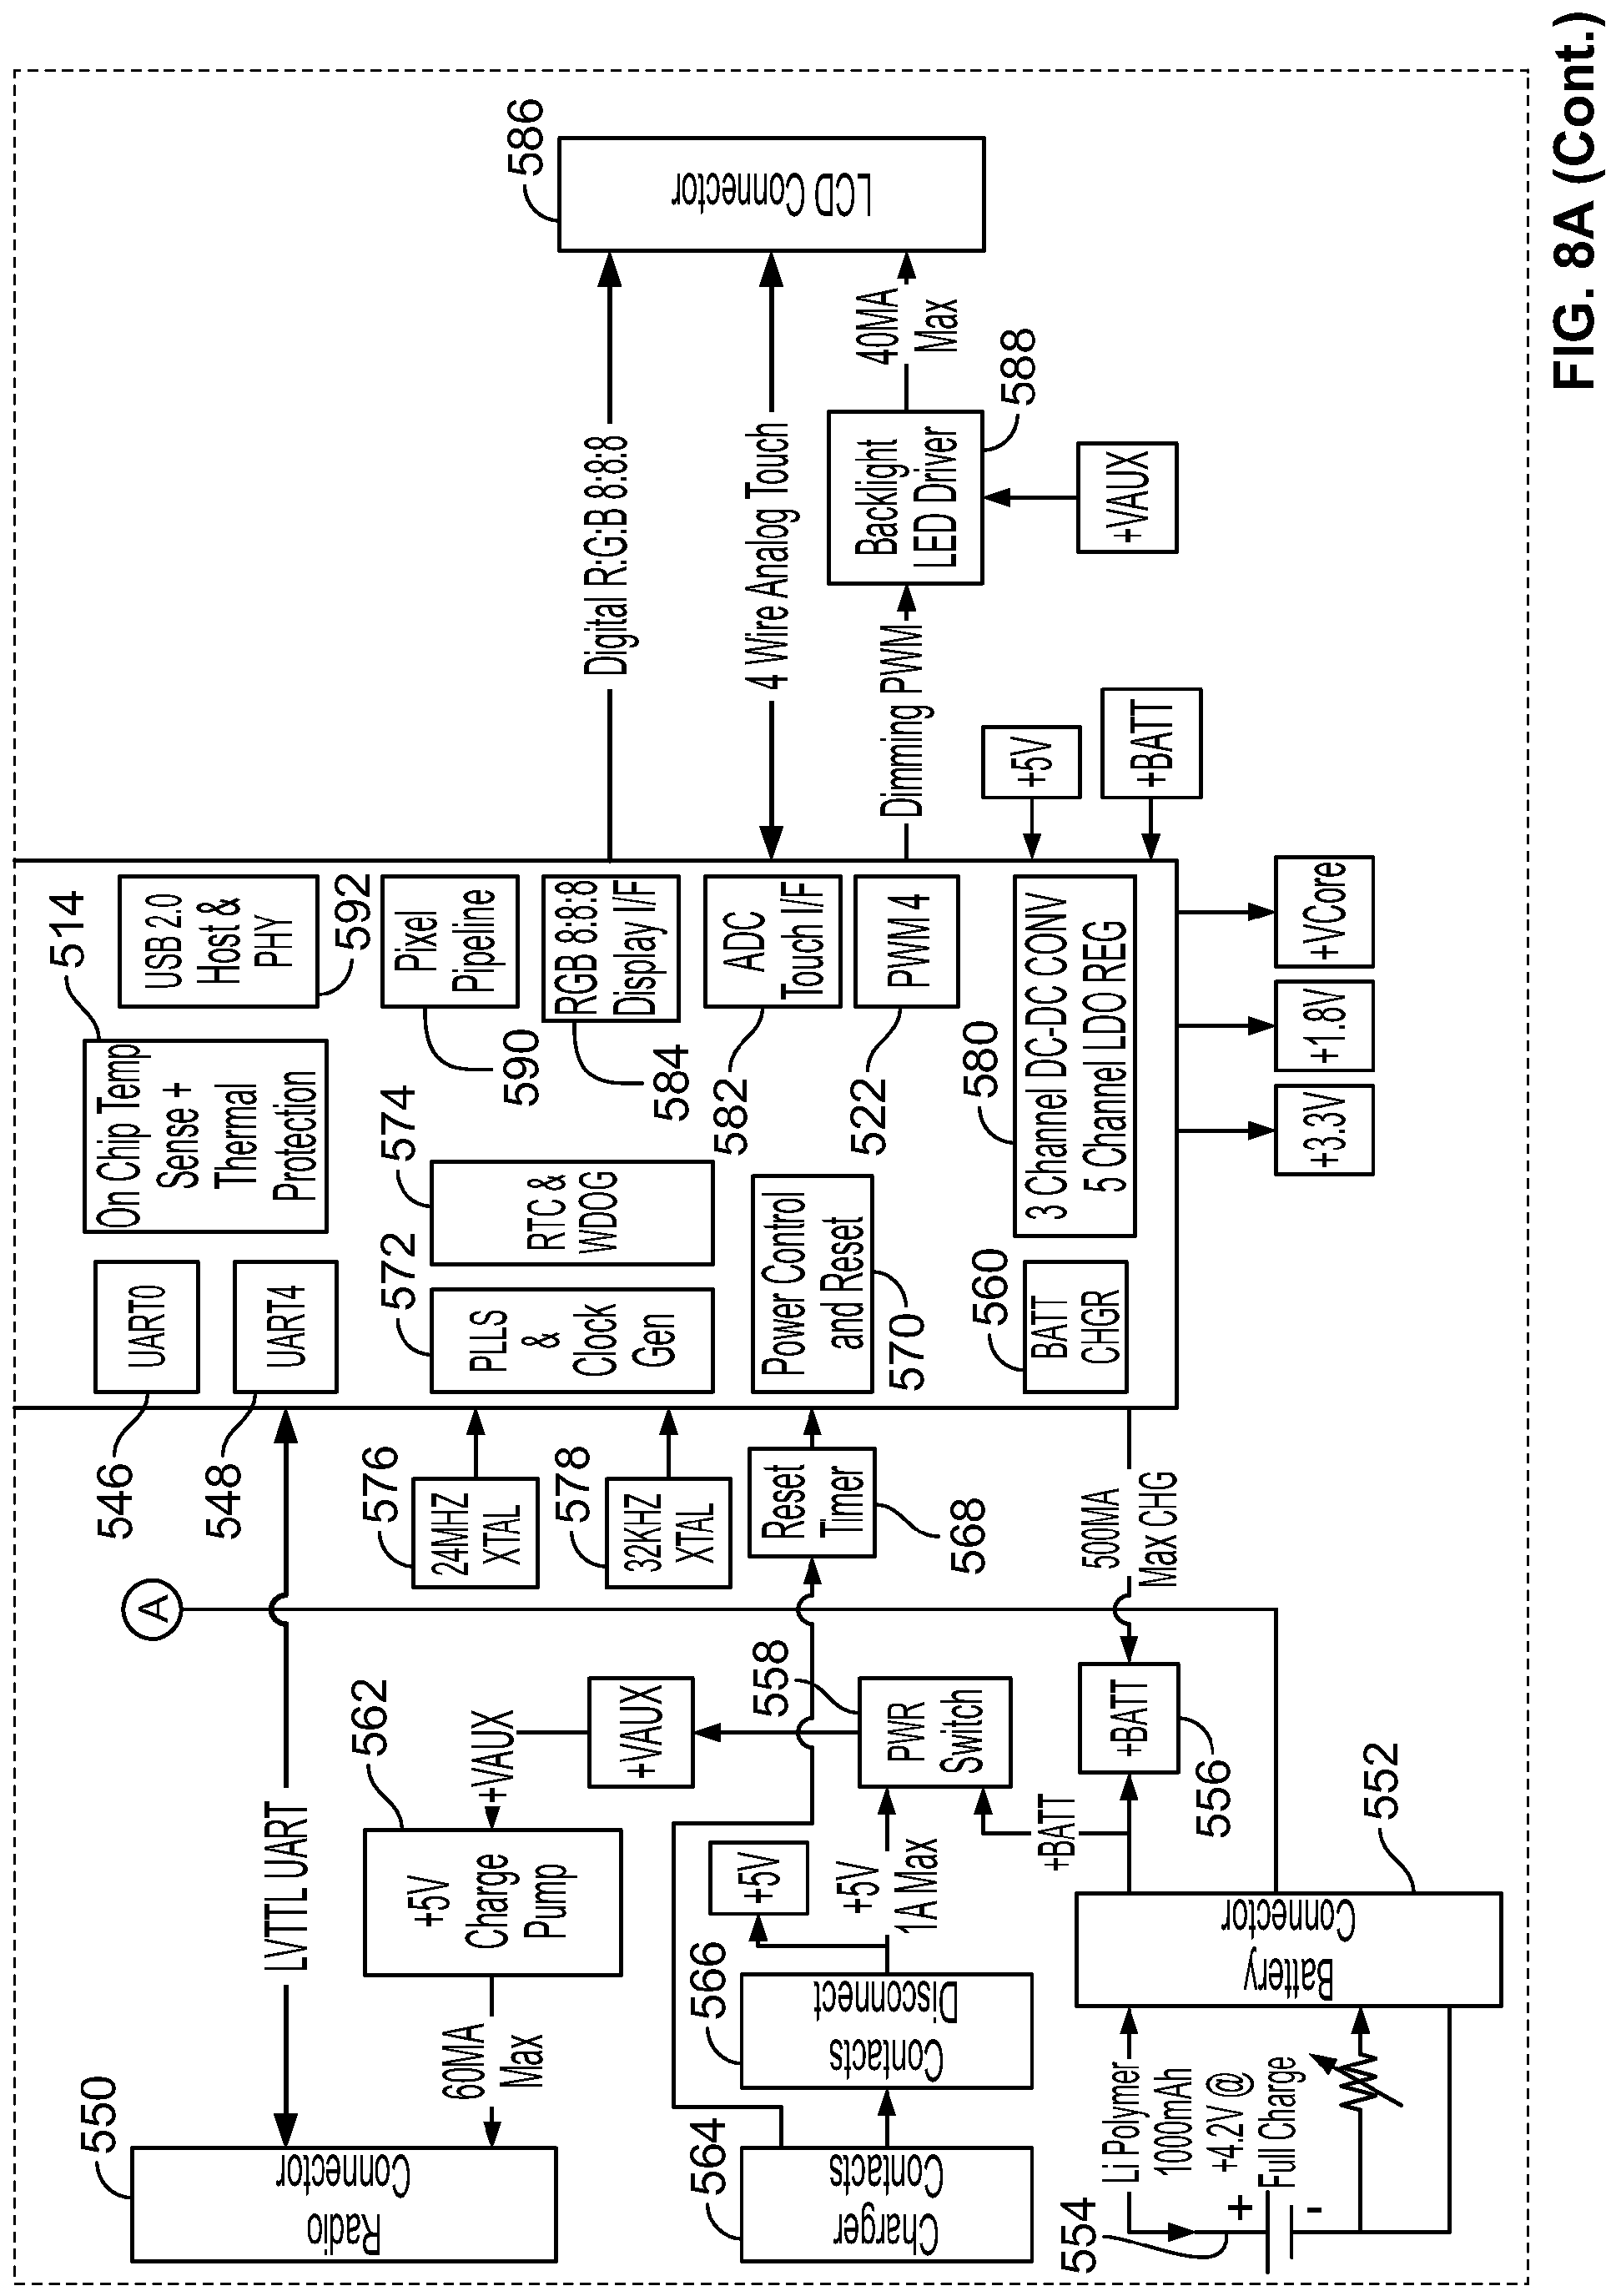 586
LCD Connector
Digital R:G:B 8:8:8
4 Wire Analog Touch
40MA
Max
588
Backlight
LED Driver
+VAUX
Dimming PWM
+5V
+BATT
514
USB 2.0
Host &
PHY
592
Pixel
Pipeline
590
RGB 8:8:8
Display I/F
584
ADC
Touch I/F
582
PWM 4
522
3 Channel DC-DC CONV
5 Channel LDO REG
580
+VCore
+1.8V
+3.3V
On Chip Temp
Sense +
Thermal
Protection
574
RTC &
WDOG
572
PLLS
&
Clock
Gen
Power Control
and Reset
570
560
BATT
CHGR
UART0
UART4
546
548
576
24MHZ
XTAL
578
32KHZ
XTAL
Reset
Timer
568
500MA
Max CHG
A
LVTTL UART
562
+5V
Charge
Pump
+VAUX
+VAUX
558
PWR
Switch
+BATT
556
+BATT
+5V
+5V
1A Max
552
Battery
Connector
566
Disconnect
Contacts
60MA
Max
550
Radio
Connector
564
Charger
Contacts
Li Polymer
1000mAh
+4.2V @
Full Charge
554
+
-
FIG. 8A (Cont.)